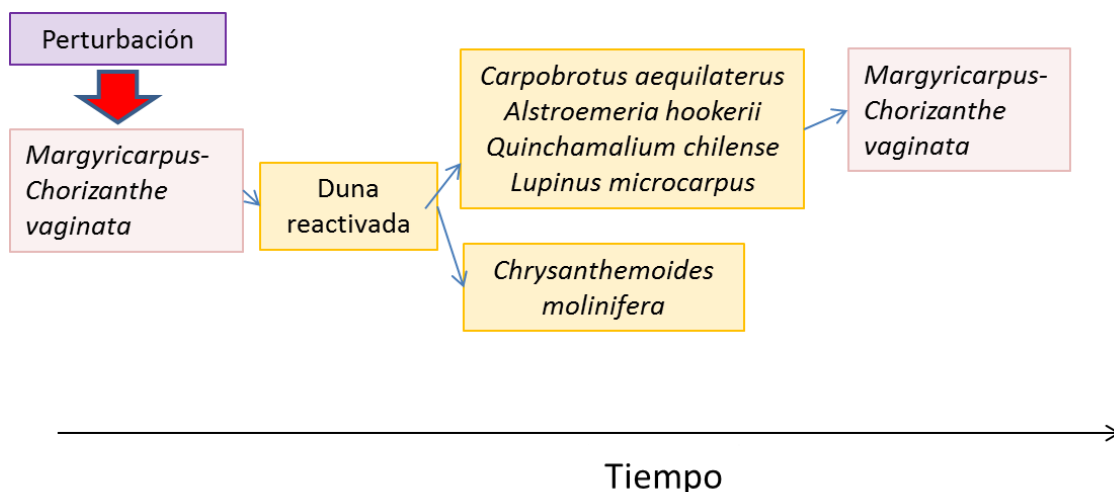 Perturbación
Margyricarpus-
Chorizanthe
vaginata
Duna
reactivada
Carpobrotus aequilaterus
Alstroemeria hookerii
Quinchamalium chilense
Lupinus microcarpus
Chrysanthemoides
molinifera
Margyricarpus-
Chorizanthe
vaginata
Tiempo